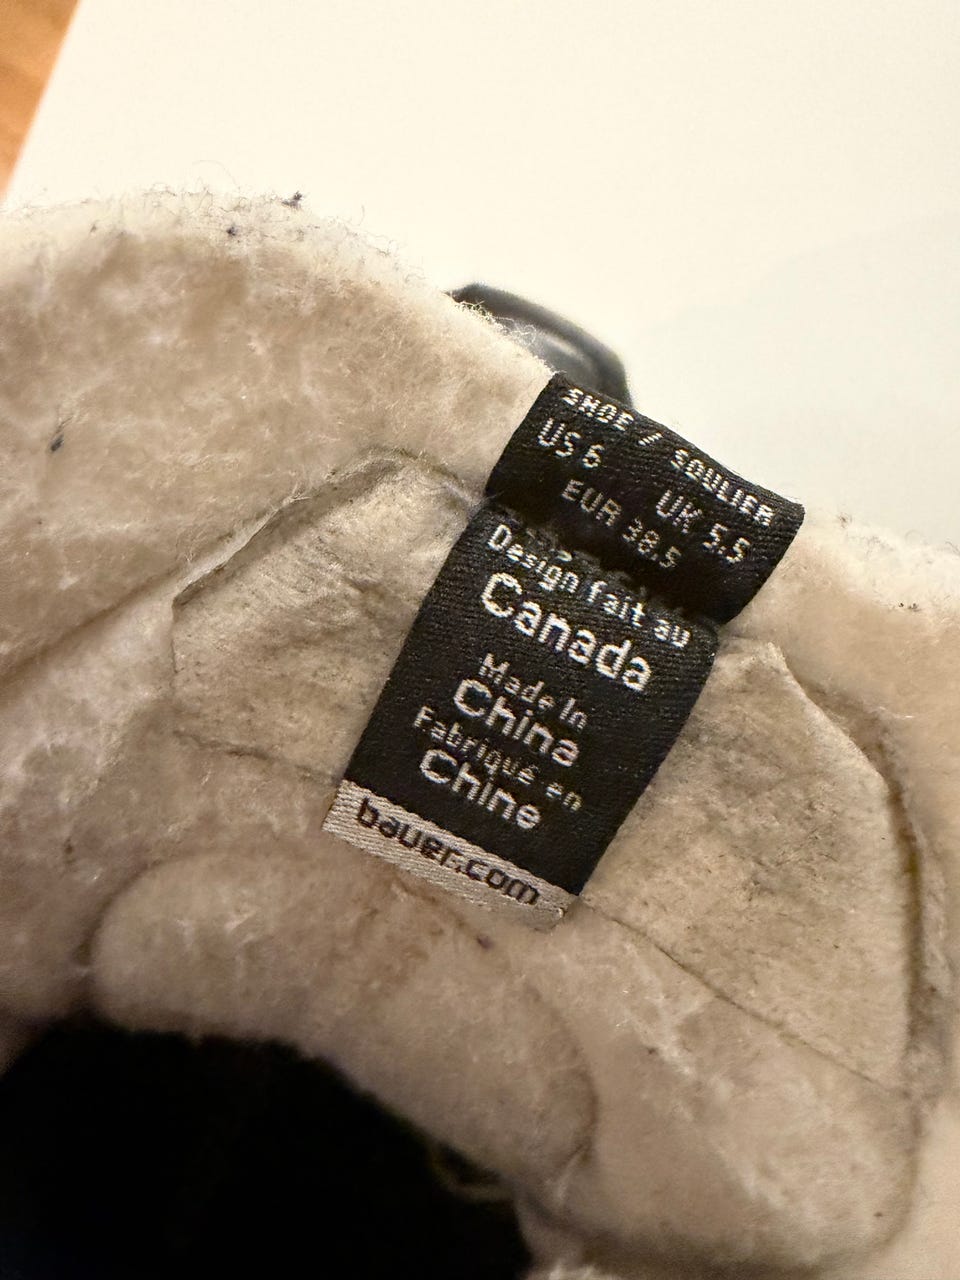 SHOE / SOULIER
US 6 UK 5.5
EUR 38.5
Design fait au
Canada
Made In
China
Fabriqué en
Chine
bauer.com